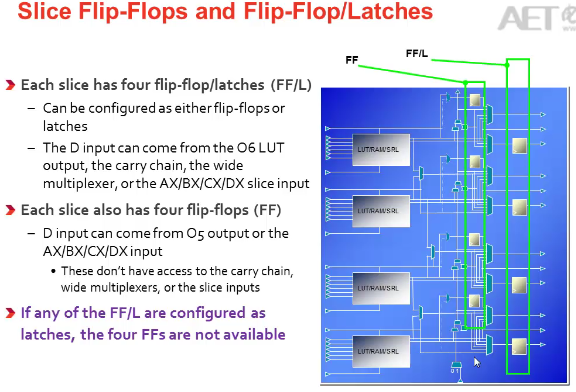 Slice Flip-Flops and Flip-Flop/Latches
AET
Each slice has four flip-flop/latches (FF/L)
– Can be configured as either flip-flops or
latches
– The D input can come from the O6 LUT
output, the carry chain, the wide
multiplexer, or the AX/BX/CX/DX slice input
Each slice also has four flip-flops (FF)
– D input can come from O5 output or the
AX/BX/CX/DX input
• These don't have access to the carry chain,
wide multiplexers, or the slice inputs
If any of the FF/L are configured as
latches, the four FFs are not available
FF
FF/L
LUT/RAM/SRL
LUT/RAM/SRL
LUT/RAM/SRL
LUT/RAM/SRL
0 1